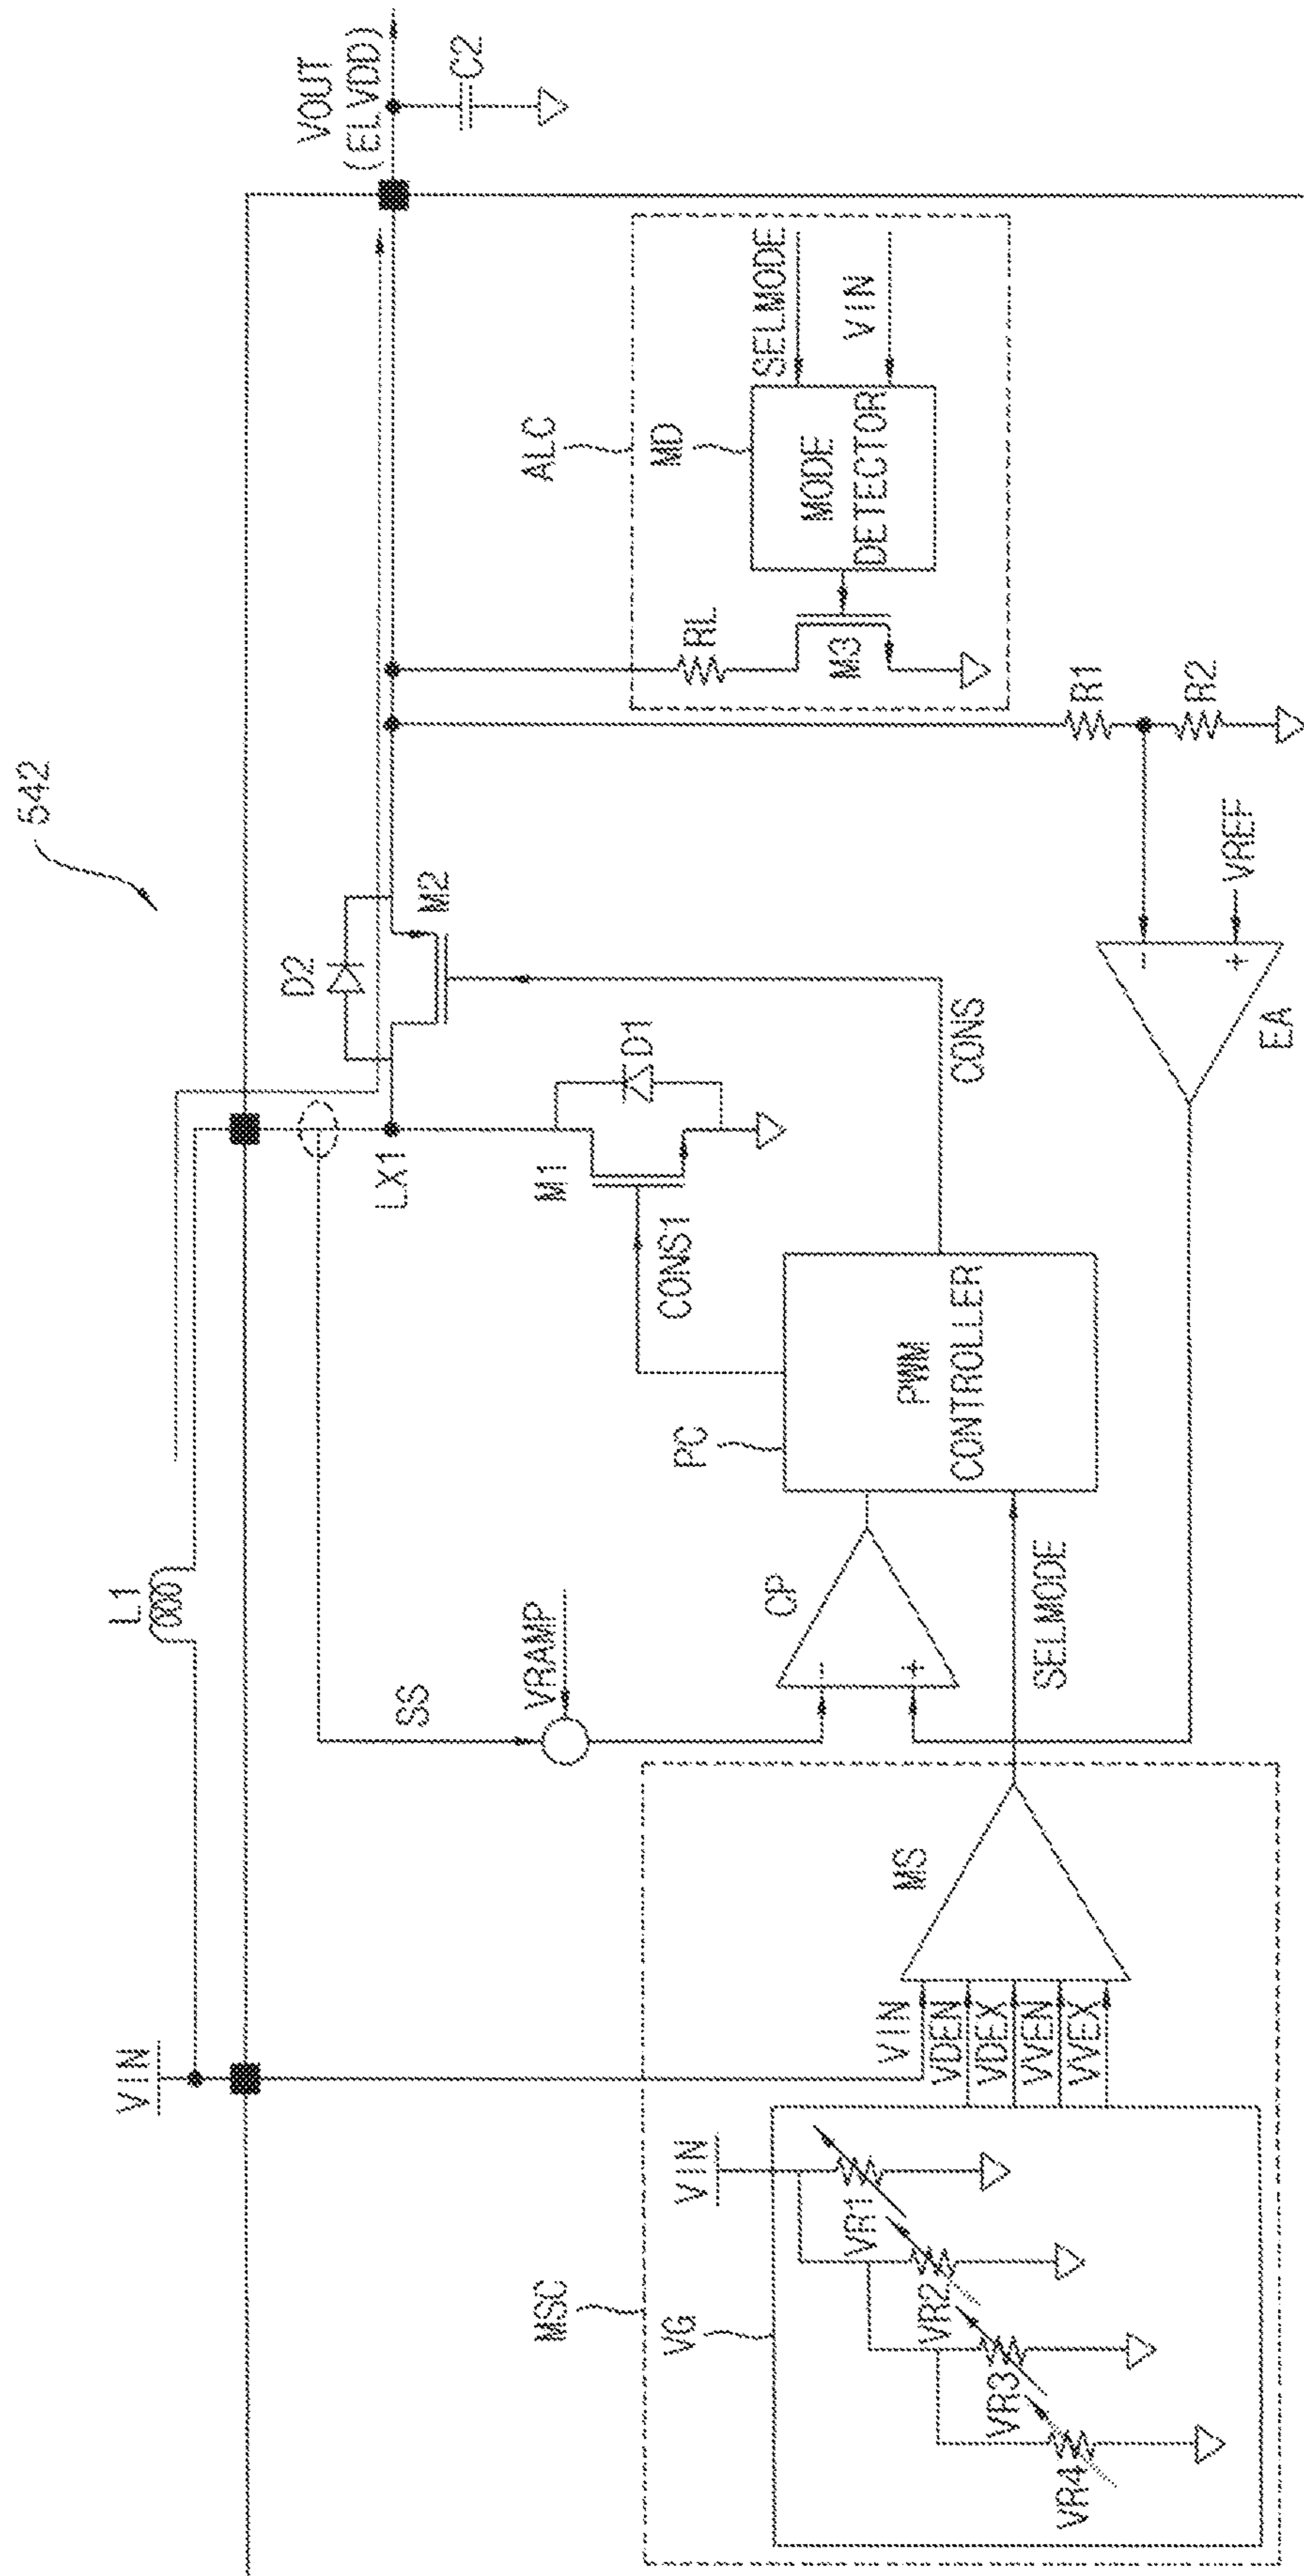 542
L1
VIN
VOUT
(ELVDD)
C2
D2
M2
LX1
SS
VRAMP
M1
D1
CONS1
CONS
ALC
MD
SELMODE
VIN
MODE
DETECTOR
RL
M3
CP
-
+
PC
PWM
CONTROLLER
SELMODE
R1
R2
VREF
-
+
EA
MSC
VG
VIN
VR1
VR2
VR3
VR4
VIN
VDEN
VDEX
VVEN
VVEX
MS